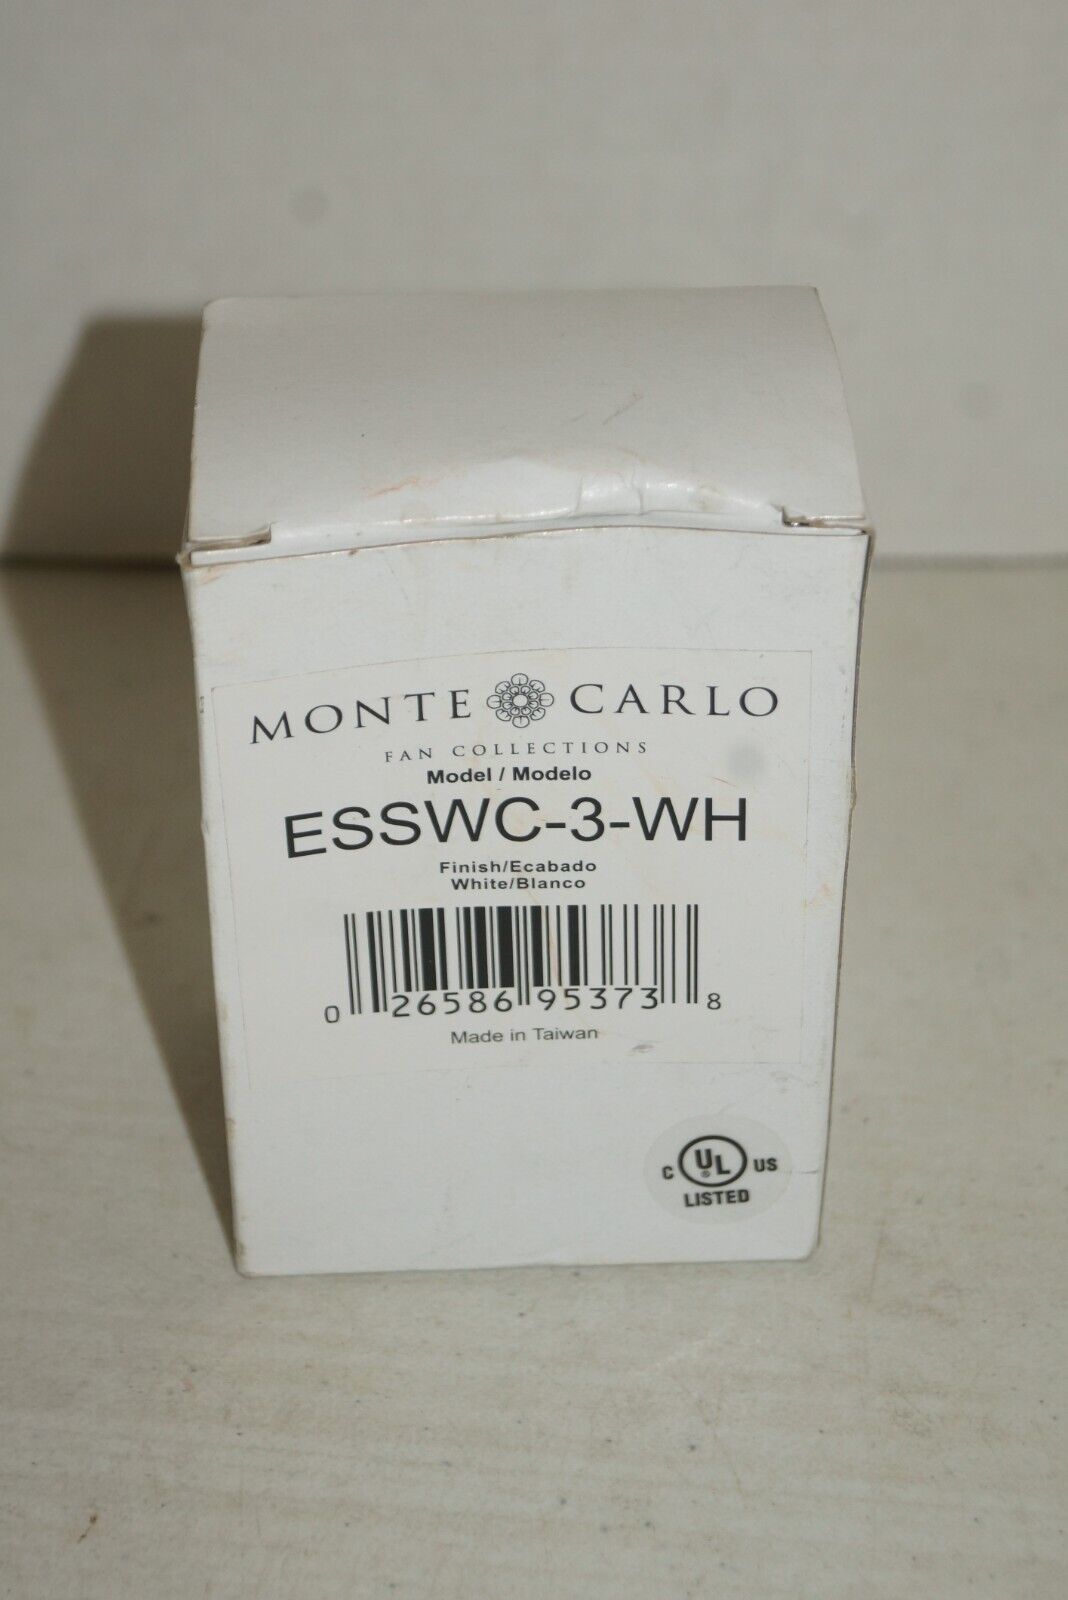 MONTE CARLO
FAN COLLECTIONS
Model / Modelo
ESSWC-3-WH
Finish/Ecabado
White/Blanco
0 26586 95373 8
Made in Taiwan
C UL® US
LISTED